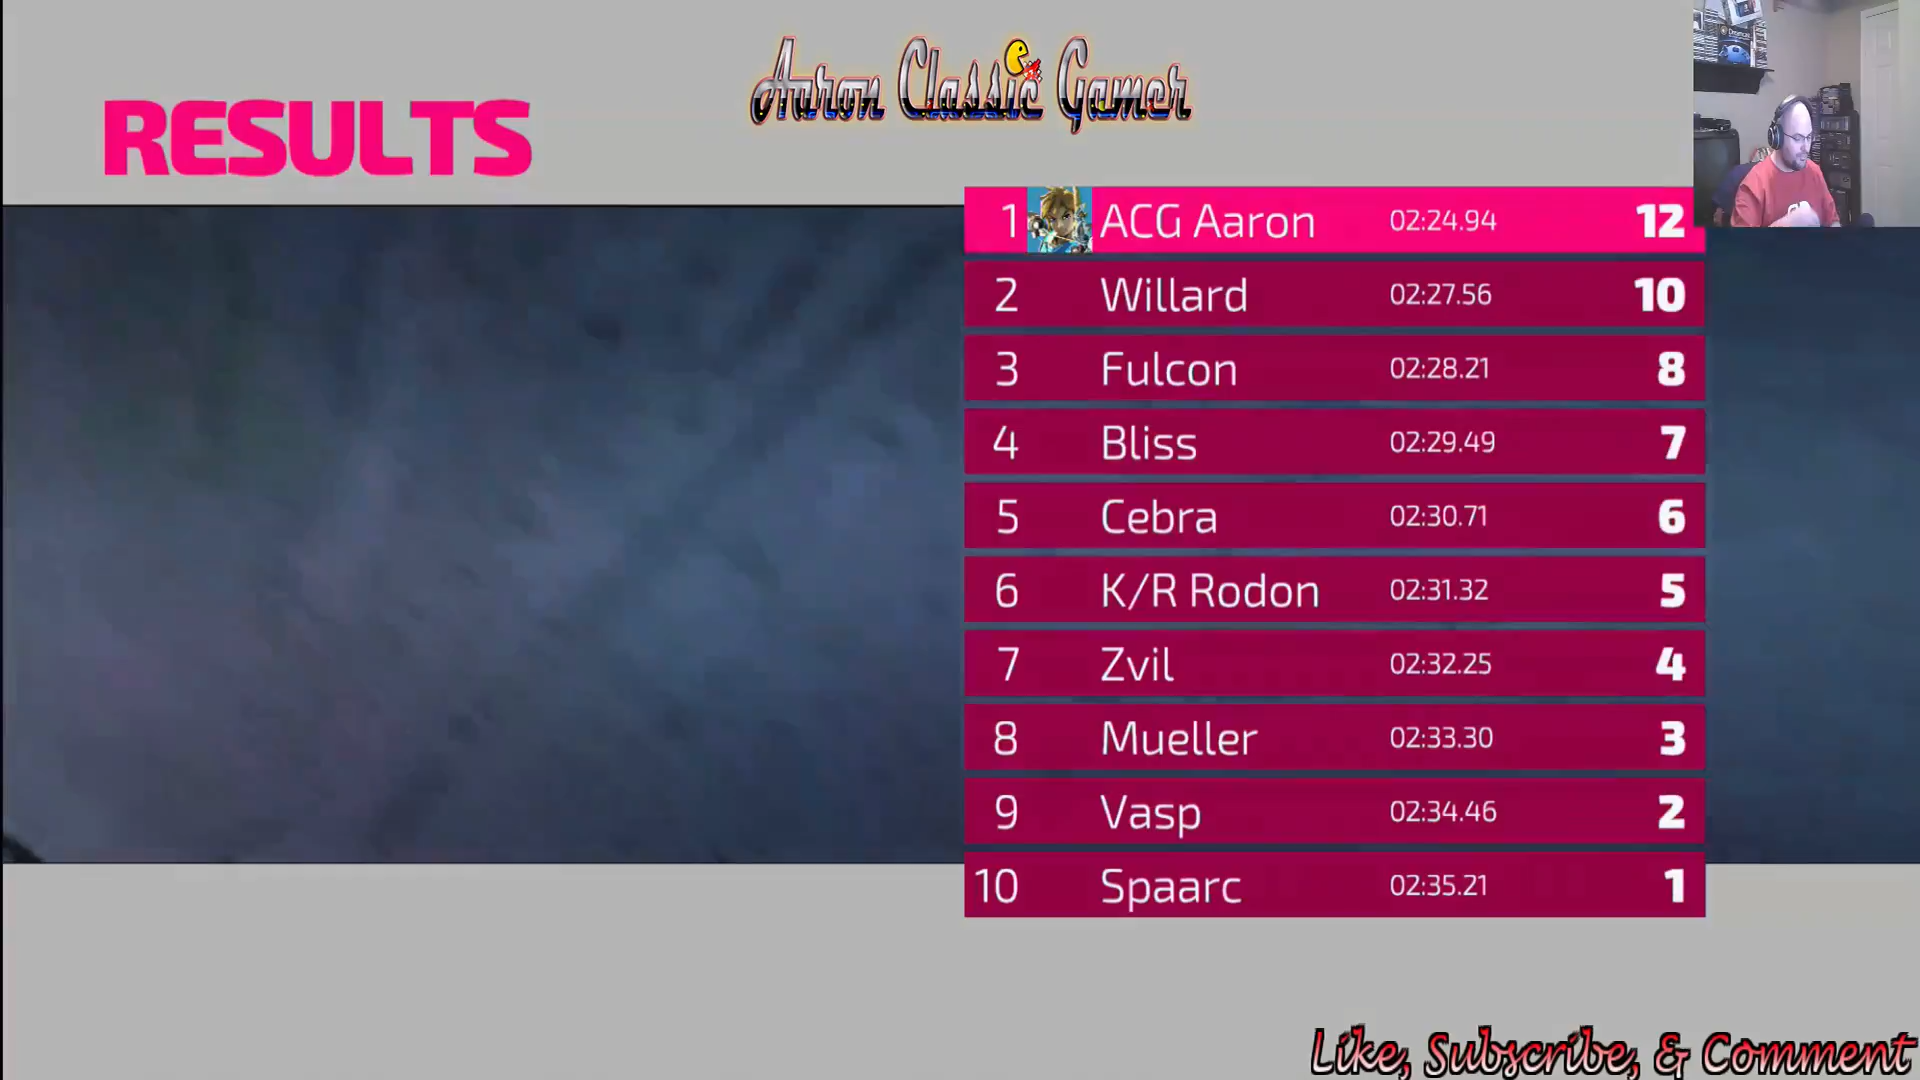 Aaron Classic Gamer
RESULTS
1 ACG Aaron 02:24.94 12
2 Willard 02:27.56 10
3 Fulcon 02:28.21 8
4 Bliss 02:29.49 7
5 Cebra 02:30.71 6
6 K/R Rodon 02:31.32 5
7 Zvil 02:32.25 4
8 Mueller 02:33.30 3
9 Vasp 02:34.46 2
10 Spaarc 02:35.21 1
Like, Subscribe, & Comment